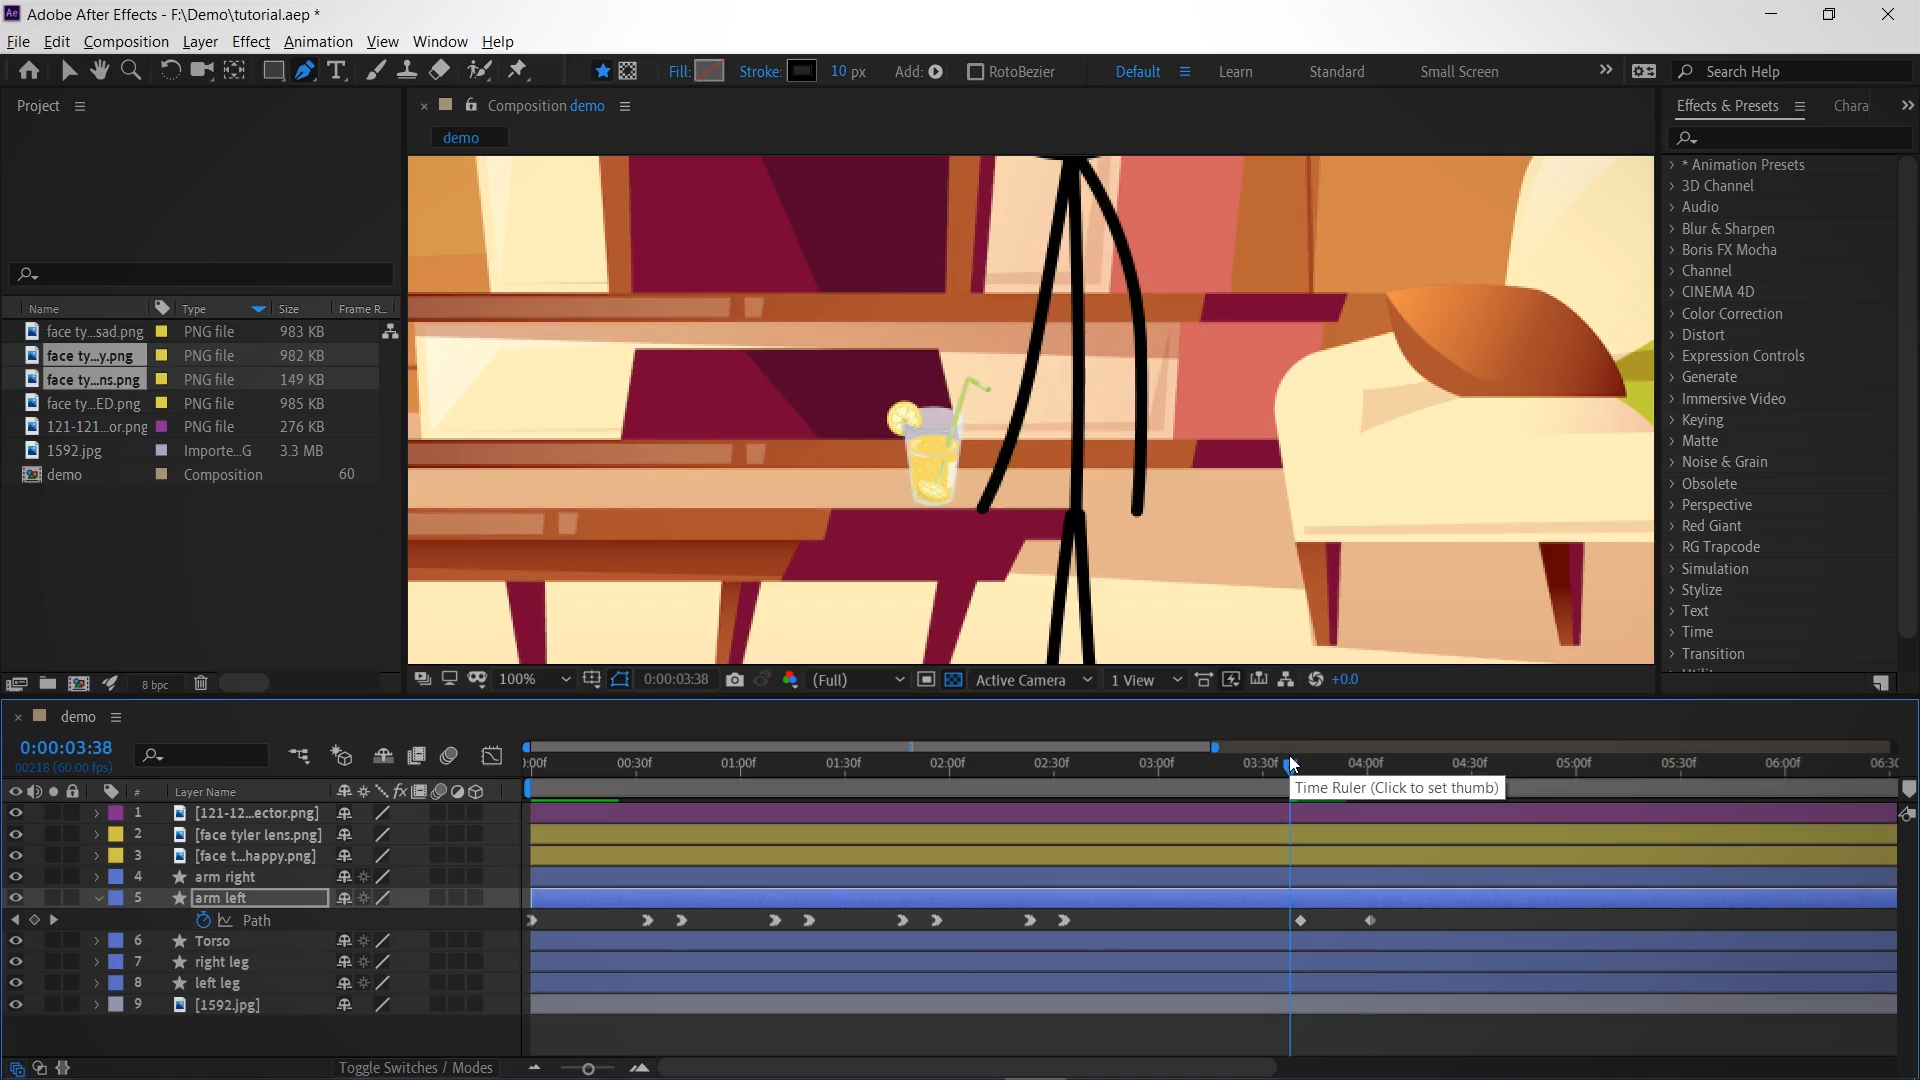 Ae Adobe After Effects - F:\Demo\tutorial.aep *
File Edit Composition Layer Effect Animation View Window Help
Fill: Stroke: 10 px Add: RotoBezier Default Learn Standard Small Screen Search Help
Project
Composition demo
Effects & Presets Chara
demo
Name Type Size Frame R...
face ty...sad.png PNG file 983 KB
face ty...y.png PNG file 982 KB
face ty...ns.png PNG file 149 KB
face ty...ED.png PNG file 985 KB
121-121...or.png PNG file 276 KB
1592.jpg Importe...G 3.3 MB
demo Composition 60
* Animation Presets
3D Channel
Audio
Blur & Sharpen
Boris FX Mocha
Channel
CINEMA 4D
Color Correction
Distort
Expression Controls
Generate
Immersive Video
Keying
Matte
Noise & Grain
Obsolete
Perspective
Red Giant
RG Trapcode
Simulation
Stylize
Text
Time
Transition
8 bpc
100% 0:00:03:38 (Full) Active Camera 1 View +0.0
demo
0:00:03:38
00218 (60.00 fps)
:00f 00:30f 01:00f 01:30f 02:00f 02:30f 03:00f 03:30f 04:00f 04:30f 05:00f 05:30f 06:00f 06:30
Time Ruler (Click to set thumb)
# Layer Name fx
1 [121-12...ector.png]
2 [face tyler lens.png]
3 [face t...happy.png]
4 arm right
5 arm left
Path
6 Torso
7 right leg
8 left leg
9 [1592.jpg]
Toggle Switches / Modes